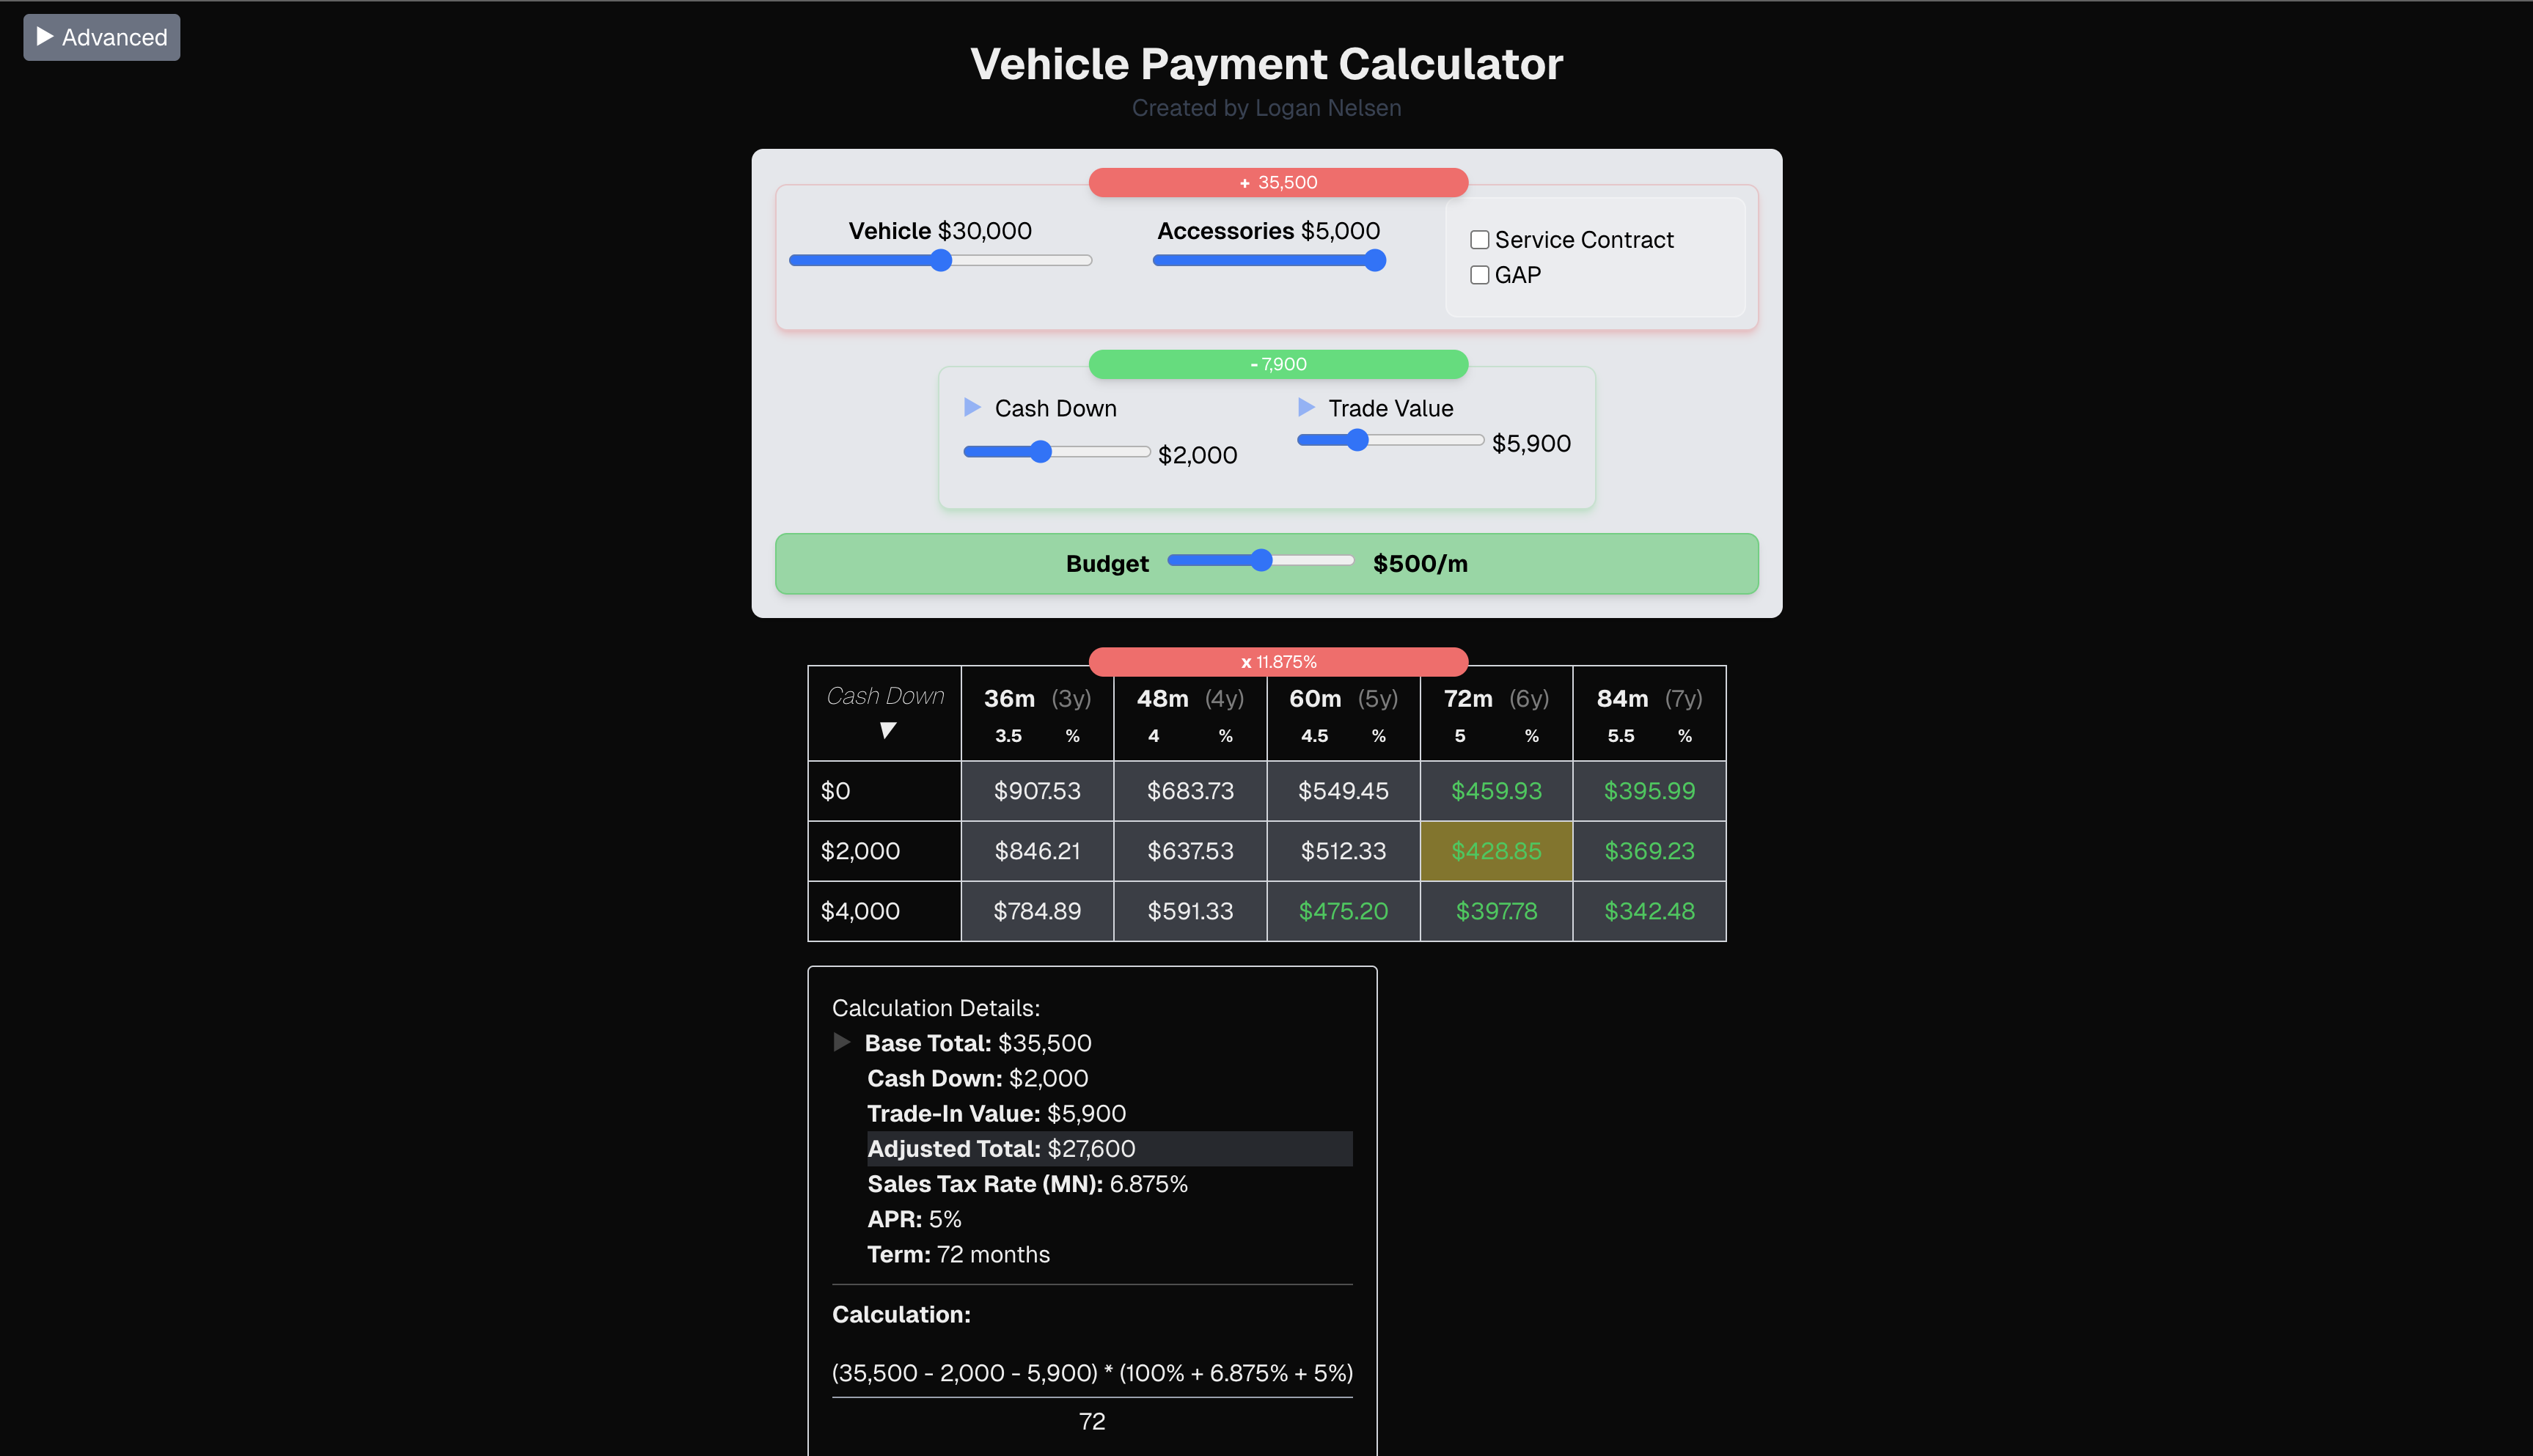 ▶ Advanced
Vehicle Payment Calculator
Created by Logan Nelsen
+ 35,500
Vehicle $30,000
Accessories $5,000
Service Contract
GAP
- 7,900
▶ Cash Down
$2,000
▶ Trade Value
$5,900
Budget $500/m
x 11.875%
Cash Down 36m (3y) 48m (4y) 60m (5y) 72m (6y) 84m (7y)
▼ 3.5 % 4 % 4.5 % 5 % 5.5 %
$0 $907.53 $683.73 $549.45 $459.93 $395.99
$2,000 $846.21 $637.53 $512.33 $428.85 $369.23
$4,000 $784.89 $591.33 $475.20 $397.78 $342.48
Calculation Details:
▶ Base Total: $35,500
Cash Down: $2,000
Trade-In Value: $5,900
Adjusted Total: $27,600
Sales Tax Rate (MN): 6.875%
APR: 5%
Term: 72 months
Calculation:
(35,500 - 2,000 - 5,900) * (100% + 6.875% + 5%)
72